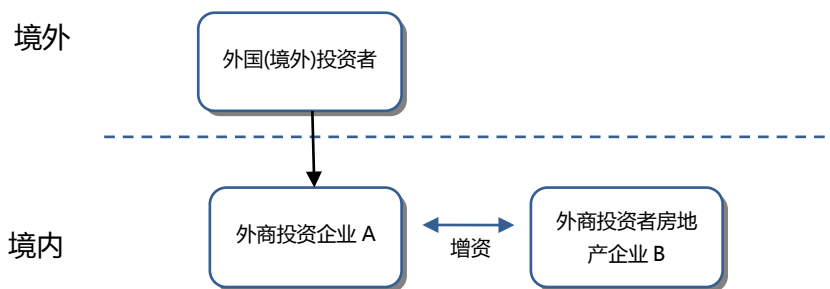 境外
外国(境外)投资者
境内
外商投资企业 A
增资
外商投资者房地
产企业 B